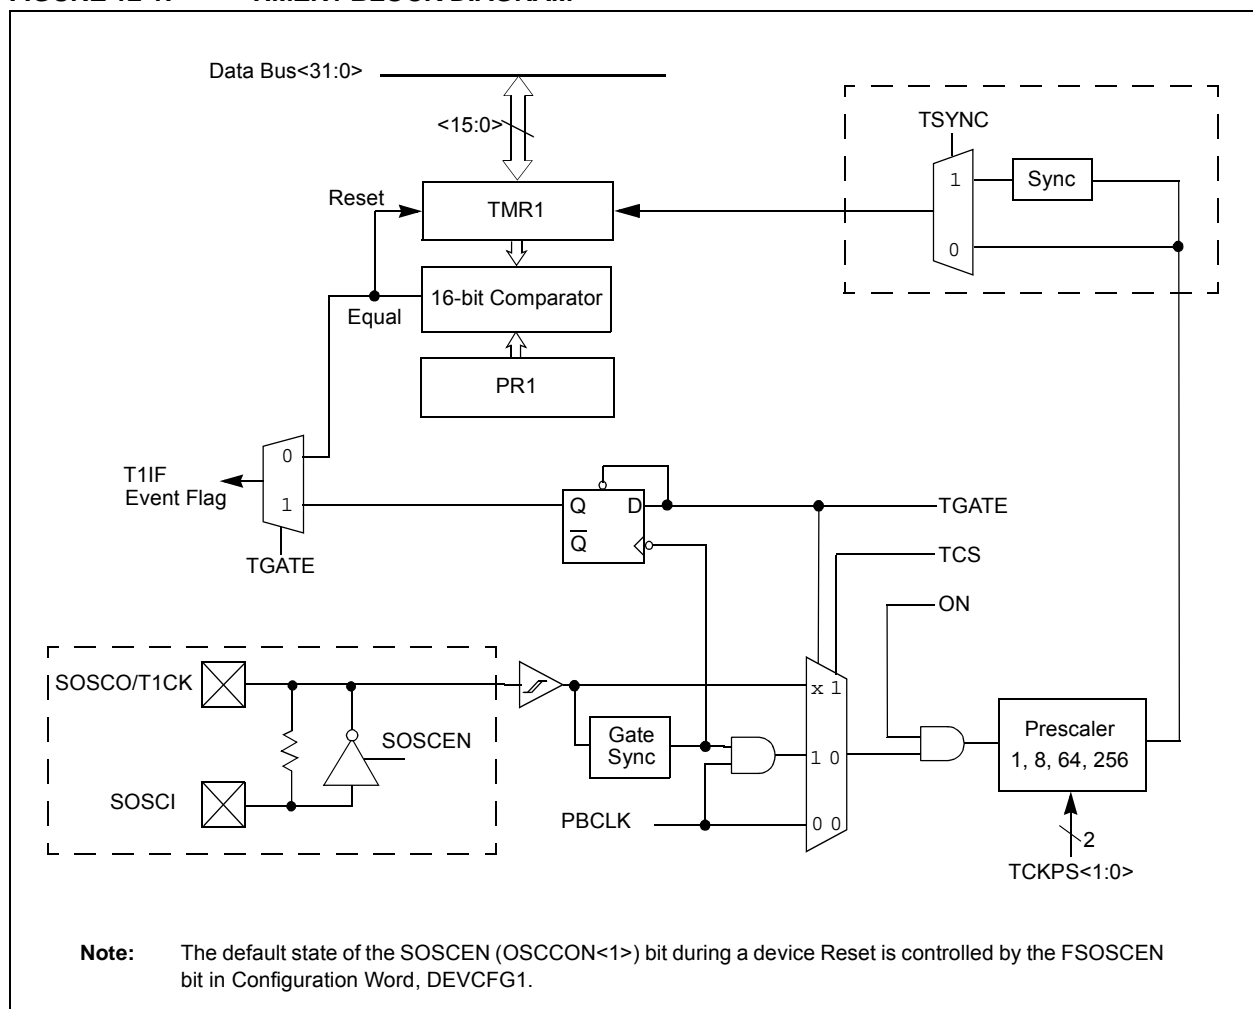 Data Bus<31:0>
<15:0>
TSYNC
1
Sync
0
Reset
TMR1
16-bit Comparator
Equal
PR1
0
T1IF
Event Flag
1
TGATE
Q
D
Q
TGATE
TCS
ON
SOSCO/T1CK
SOSCEN
SOSCI
Gate
Sync
PBCLK
x 1
1 0
0 0
Prescaler
1, 8, 64, 256
2
TCKPS<1:0>
Note: The default state of the SOSCEN (OSCCON<1>) bit during a device Reset is controlled by the FSOSCEN
bit in Configuration Word, DEVCFG1.